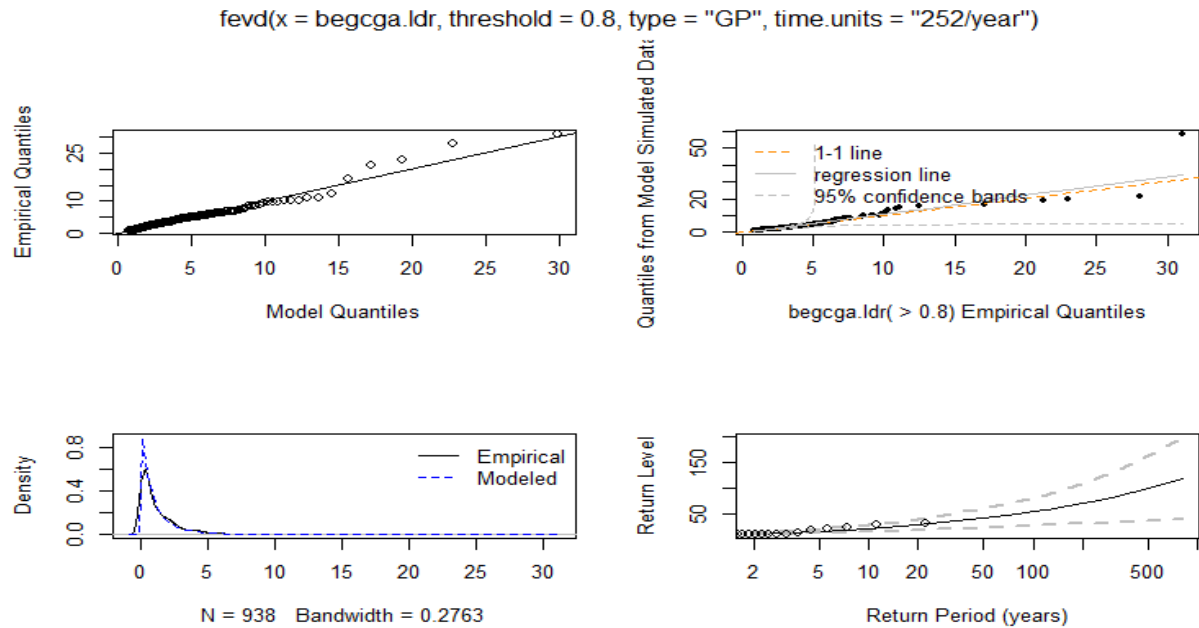 fevd(x = begcga.ldr, threshold = 0.8, type = "GP", time.units = "252/year")
Empirical Quantiles
0 10 25
0 5 10 15 20 25 30
Model Quantiles
Quantiles from Model Simulated Data
0 20 50
1-1 line
regression line
95% confidence bands
0 5 10 15 20 25 30
begcga.ldr( > 0.8) Empirical Quantiles
Density
0.0 0.4 0.8
Empirical
Modeled
0 5 10 15 20 25 30
N = 938 Bandwidth = 0.2763
Return Level
50 150
2 5 10 20 50 100 500
Return Period (years)